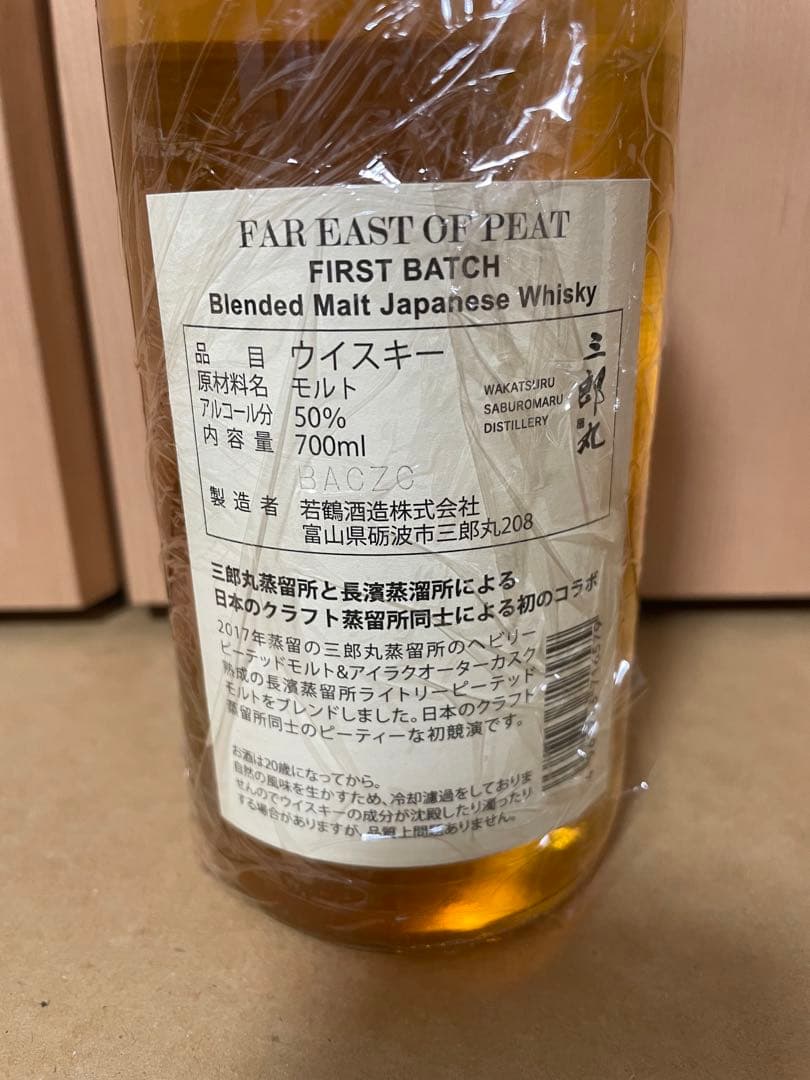 FAR EAST OF PEAT
FIRST BATCH
Blended Malt Japanese Whisky
品目 ウイスキー
原材料名 モルト
アルコール分 50%
内容量 700ml
BACZC
製造者 若鶴酒造株式会社
富山県砺波市三郎丸208
WAKATSURU
SABUROMARU
DISTILLERY
三郎丸
三郎丸蒸留所と長濱蒸溜所による
日本のクラフト蒸留所同士による初のコラボ
2017年蒸留の三郎丸蒸留所のヘビリー
ピーテッドモルト&アイラクオーターカスク
熟成の長濱蒸留所ライトリーピーテッド
モルトをブレンドしました。日本のクラフト
蒸留所同士のピーティーな初競演です。
お酒は20歳になってから。
自然の風味を生かすため、冷却濾過をしておりま
せんのでウイスキーの成分が沈殿したり濁ったり
する場合がありますが、品質上問題ありません。